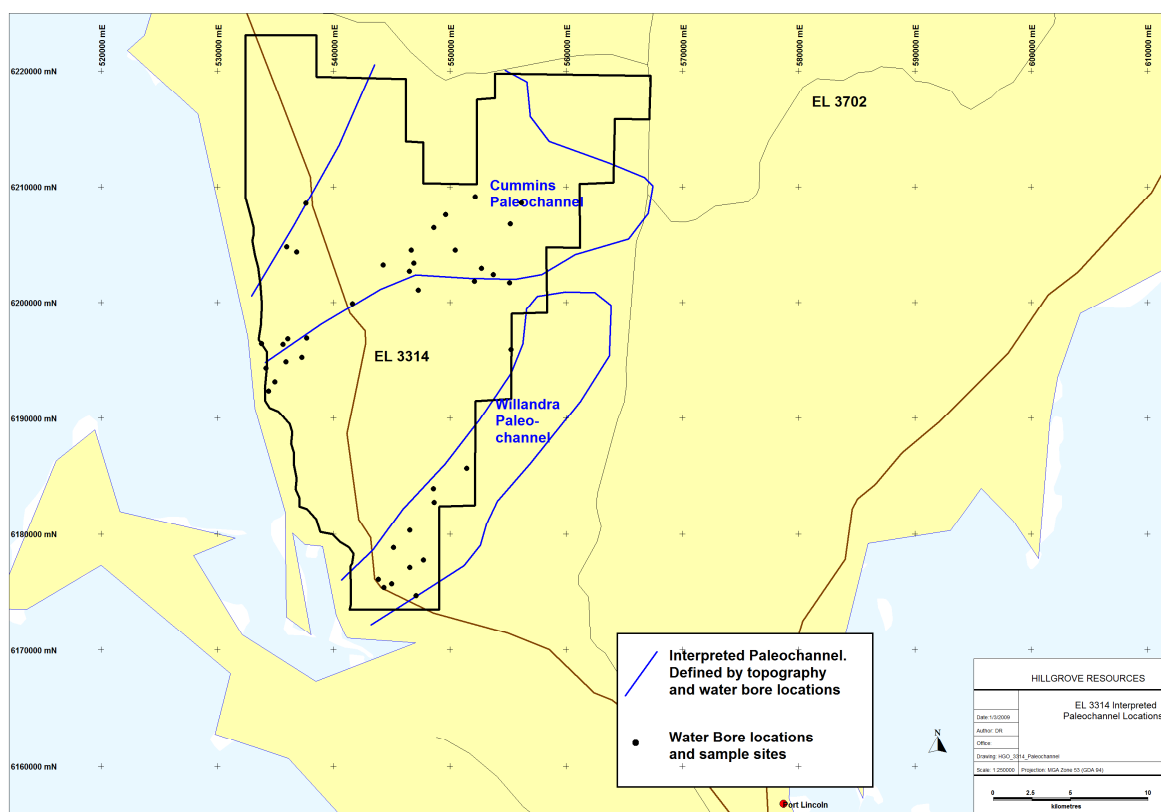 520000 mE
530000 mE
540000 mE
550000 mE
560000 mE
570000 mE
580000 mE
590000 mE
610000 m
6220000 mN
EL 3702
6210000 mN
Cummins
Paleochannel
6200000 mN
EL 3314
6190000 mN
Willandra
Paleo-
channel
6180000 mN
6170000 mN
6160000 mN
Interpreted Paleochannel.
Defined by topography
and water bore locations
Water Bore locations
and sample sites
N
HILLGROVE RESOURCES
EL 3314 Interpreted
Paleochannel Locations
Date:1/3/2009
Author: DR
Office:
Drawing: HGO_3314_Paleochannel
Scale: 1:250000 Projection: MGA Zone 53 (GDA 94)
0 2.5 5 10
kilometres
Port Lincoln